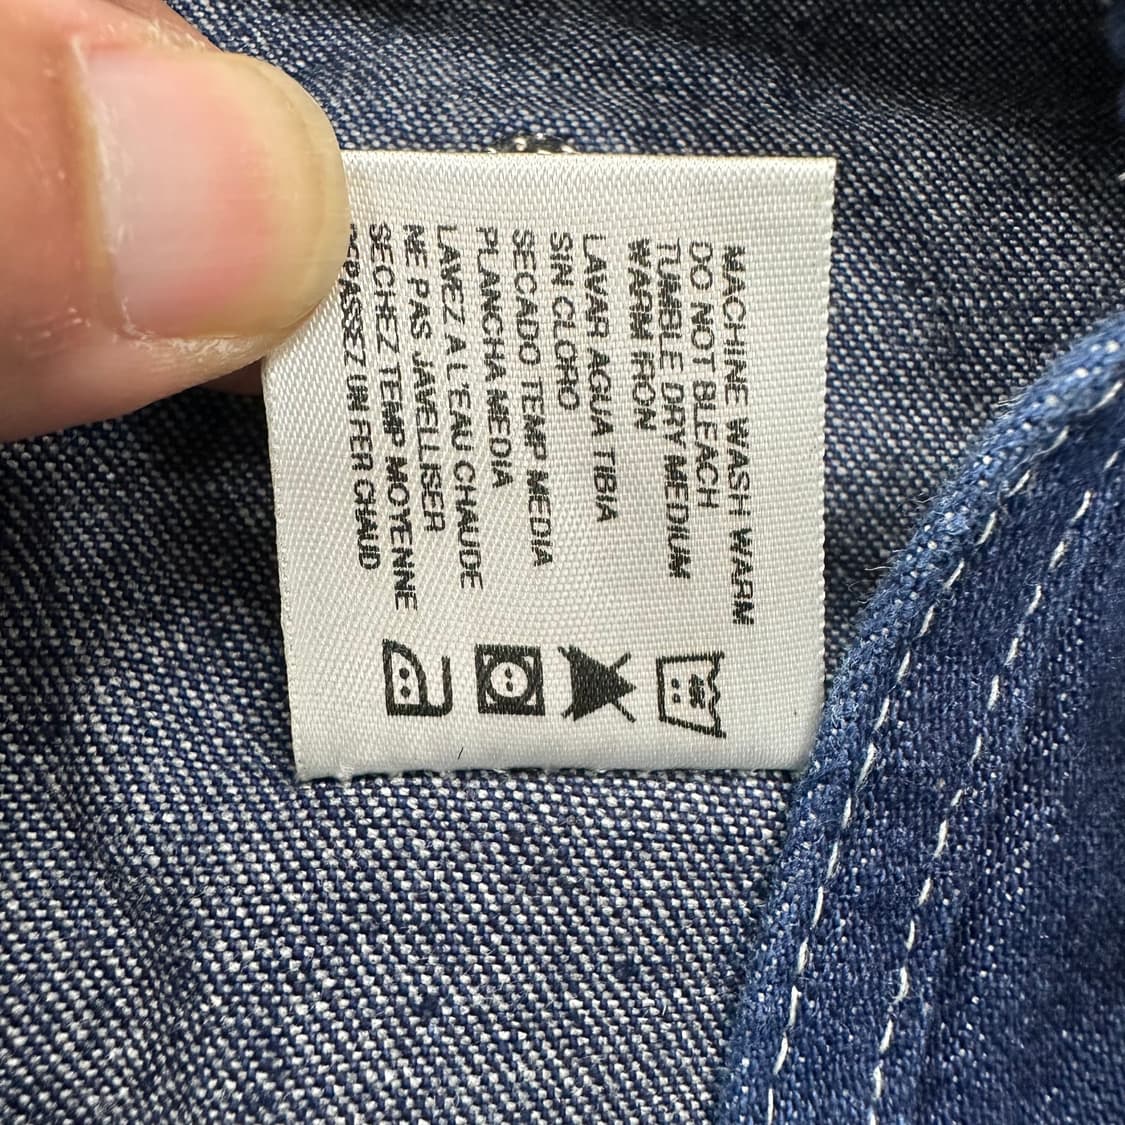 MACHINE WASH WARM
DO NOT BLEACH
TUMBLE DRY MEDIUM
WARM IRON
LAVAR AGUA TIBIA
SIN CLORO
SECADO TEMP MEDIA
PLANCHA MEDIA
LAVEZ A L'EAU CHAUDE
NE PAS JAVELLISER
SECHEZ TEMP MOYENNE
UN FER CHAUD